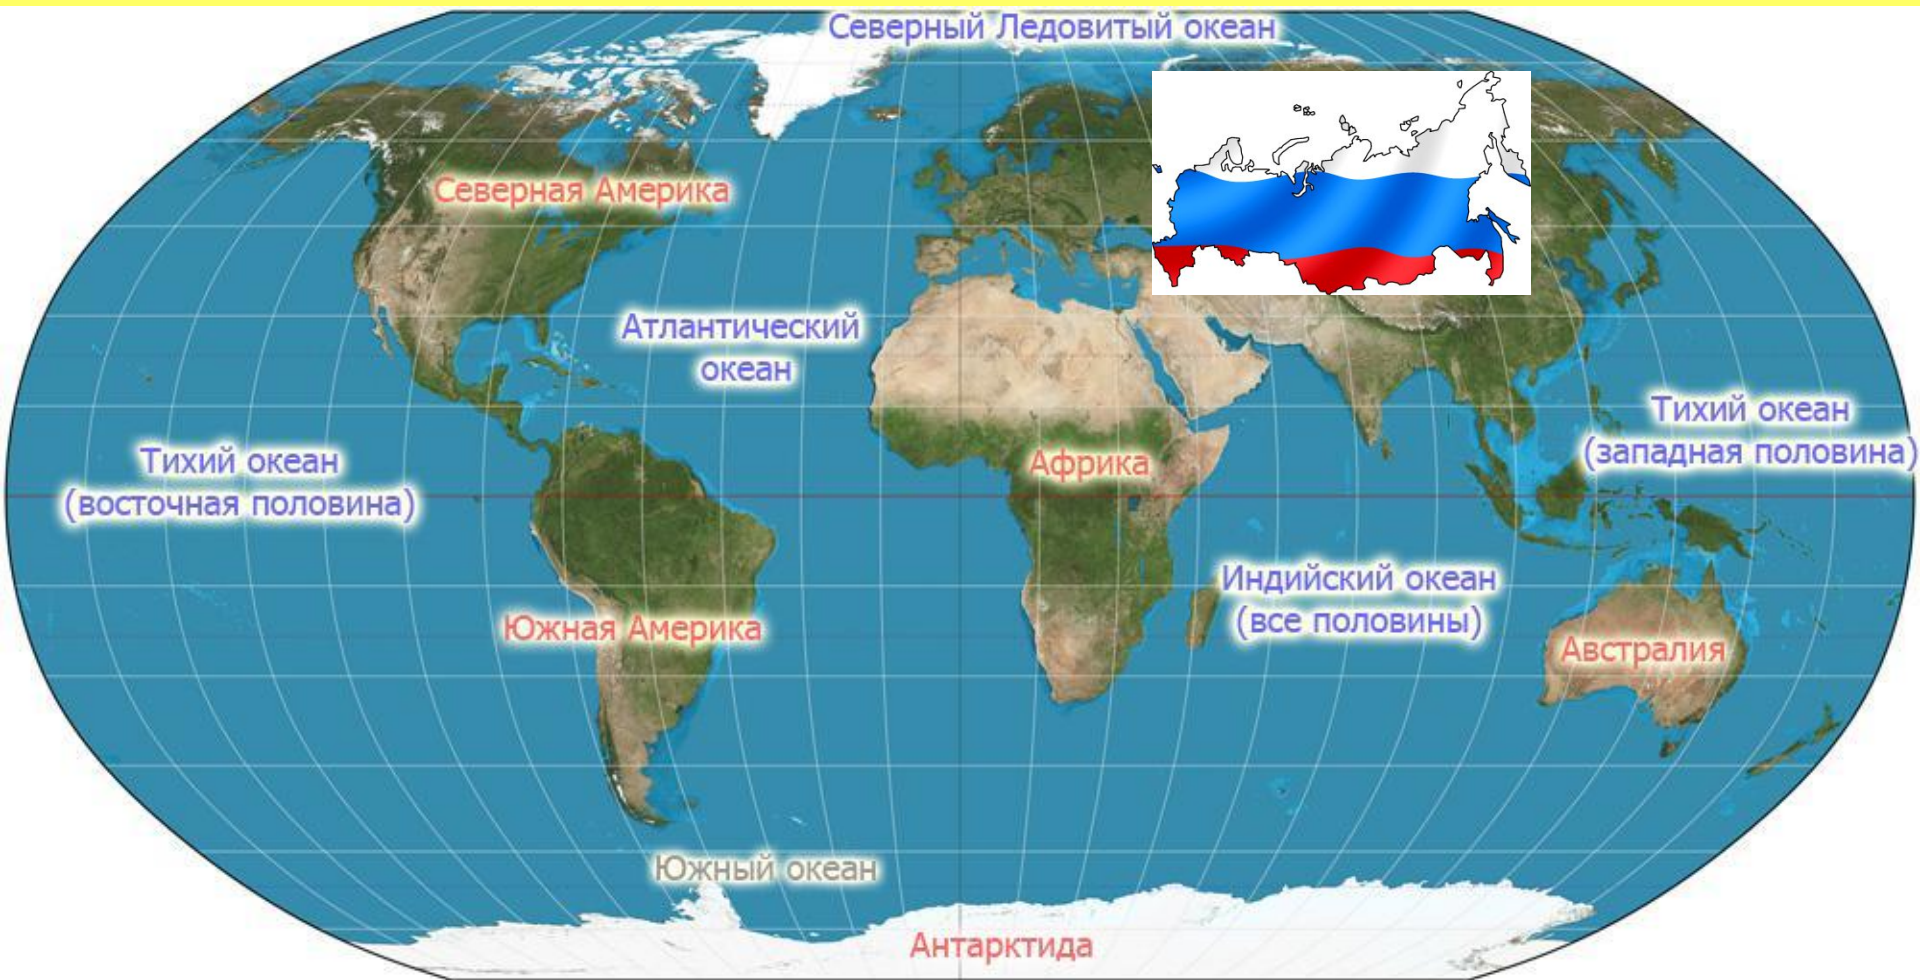 Северный Ледовитый океан
Северная Америка
Атлантический
океан
Тихий океан
(западная половина)
Тихий океан
(восточная половина)
Африка
Индийский океан
(все половины)
Южная Америка
Австралия
Южный океан
Антарктида